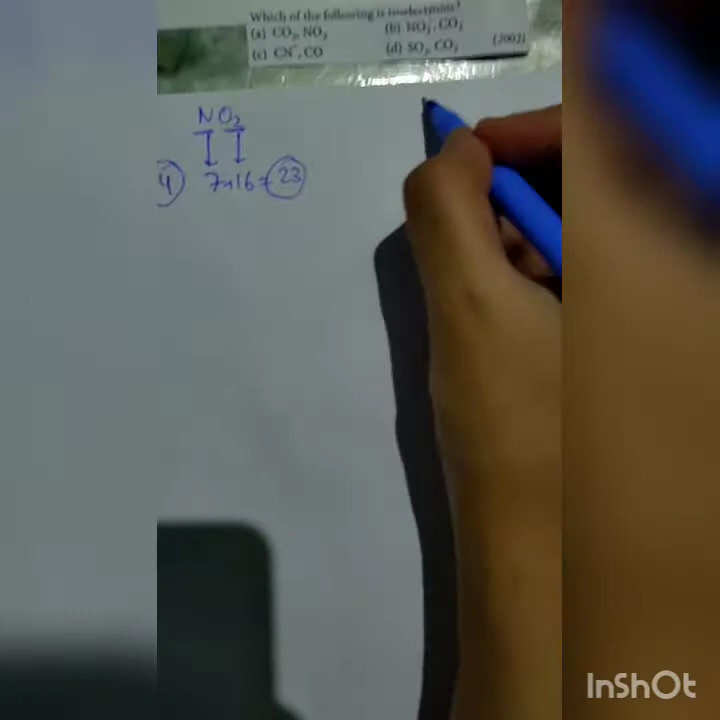 Which of the following is isoelectronic?
(a) CO₂, NO₂ (b) NO₂⁻, CO₂
(c) CN⁻, CO (d) SO₂, CO₂ (2002)
NO₂
4) 7+16=23
InShOt